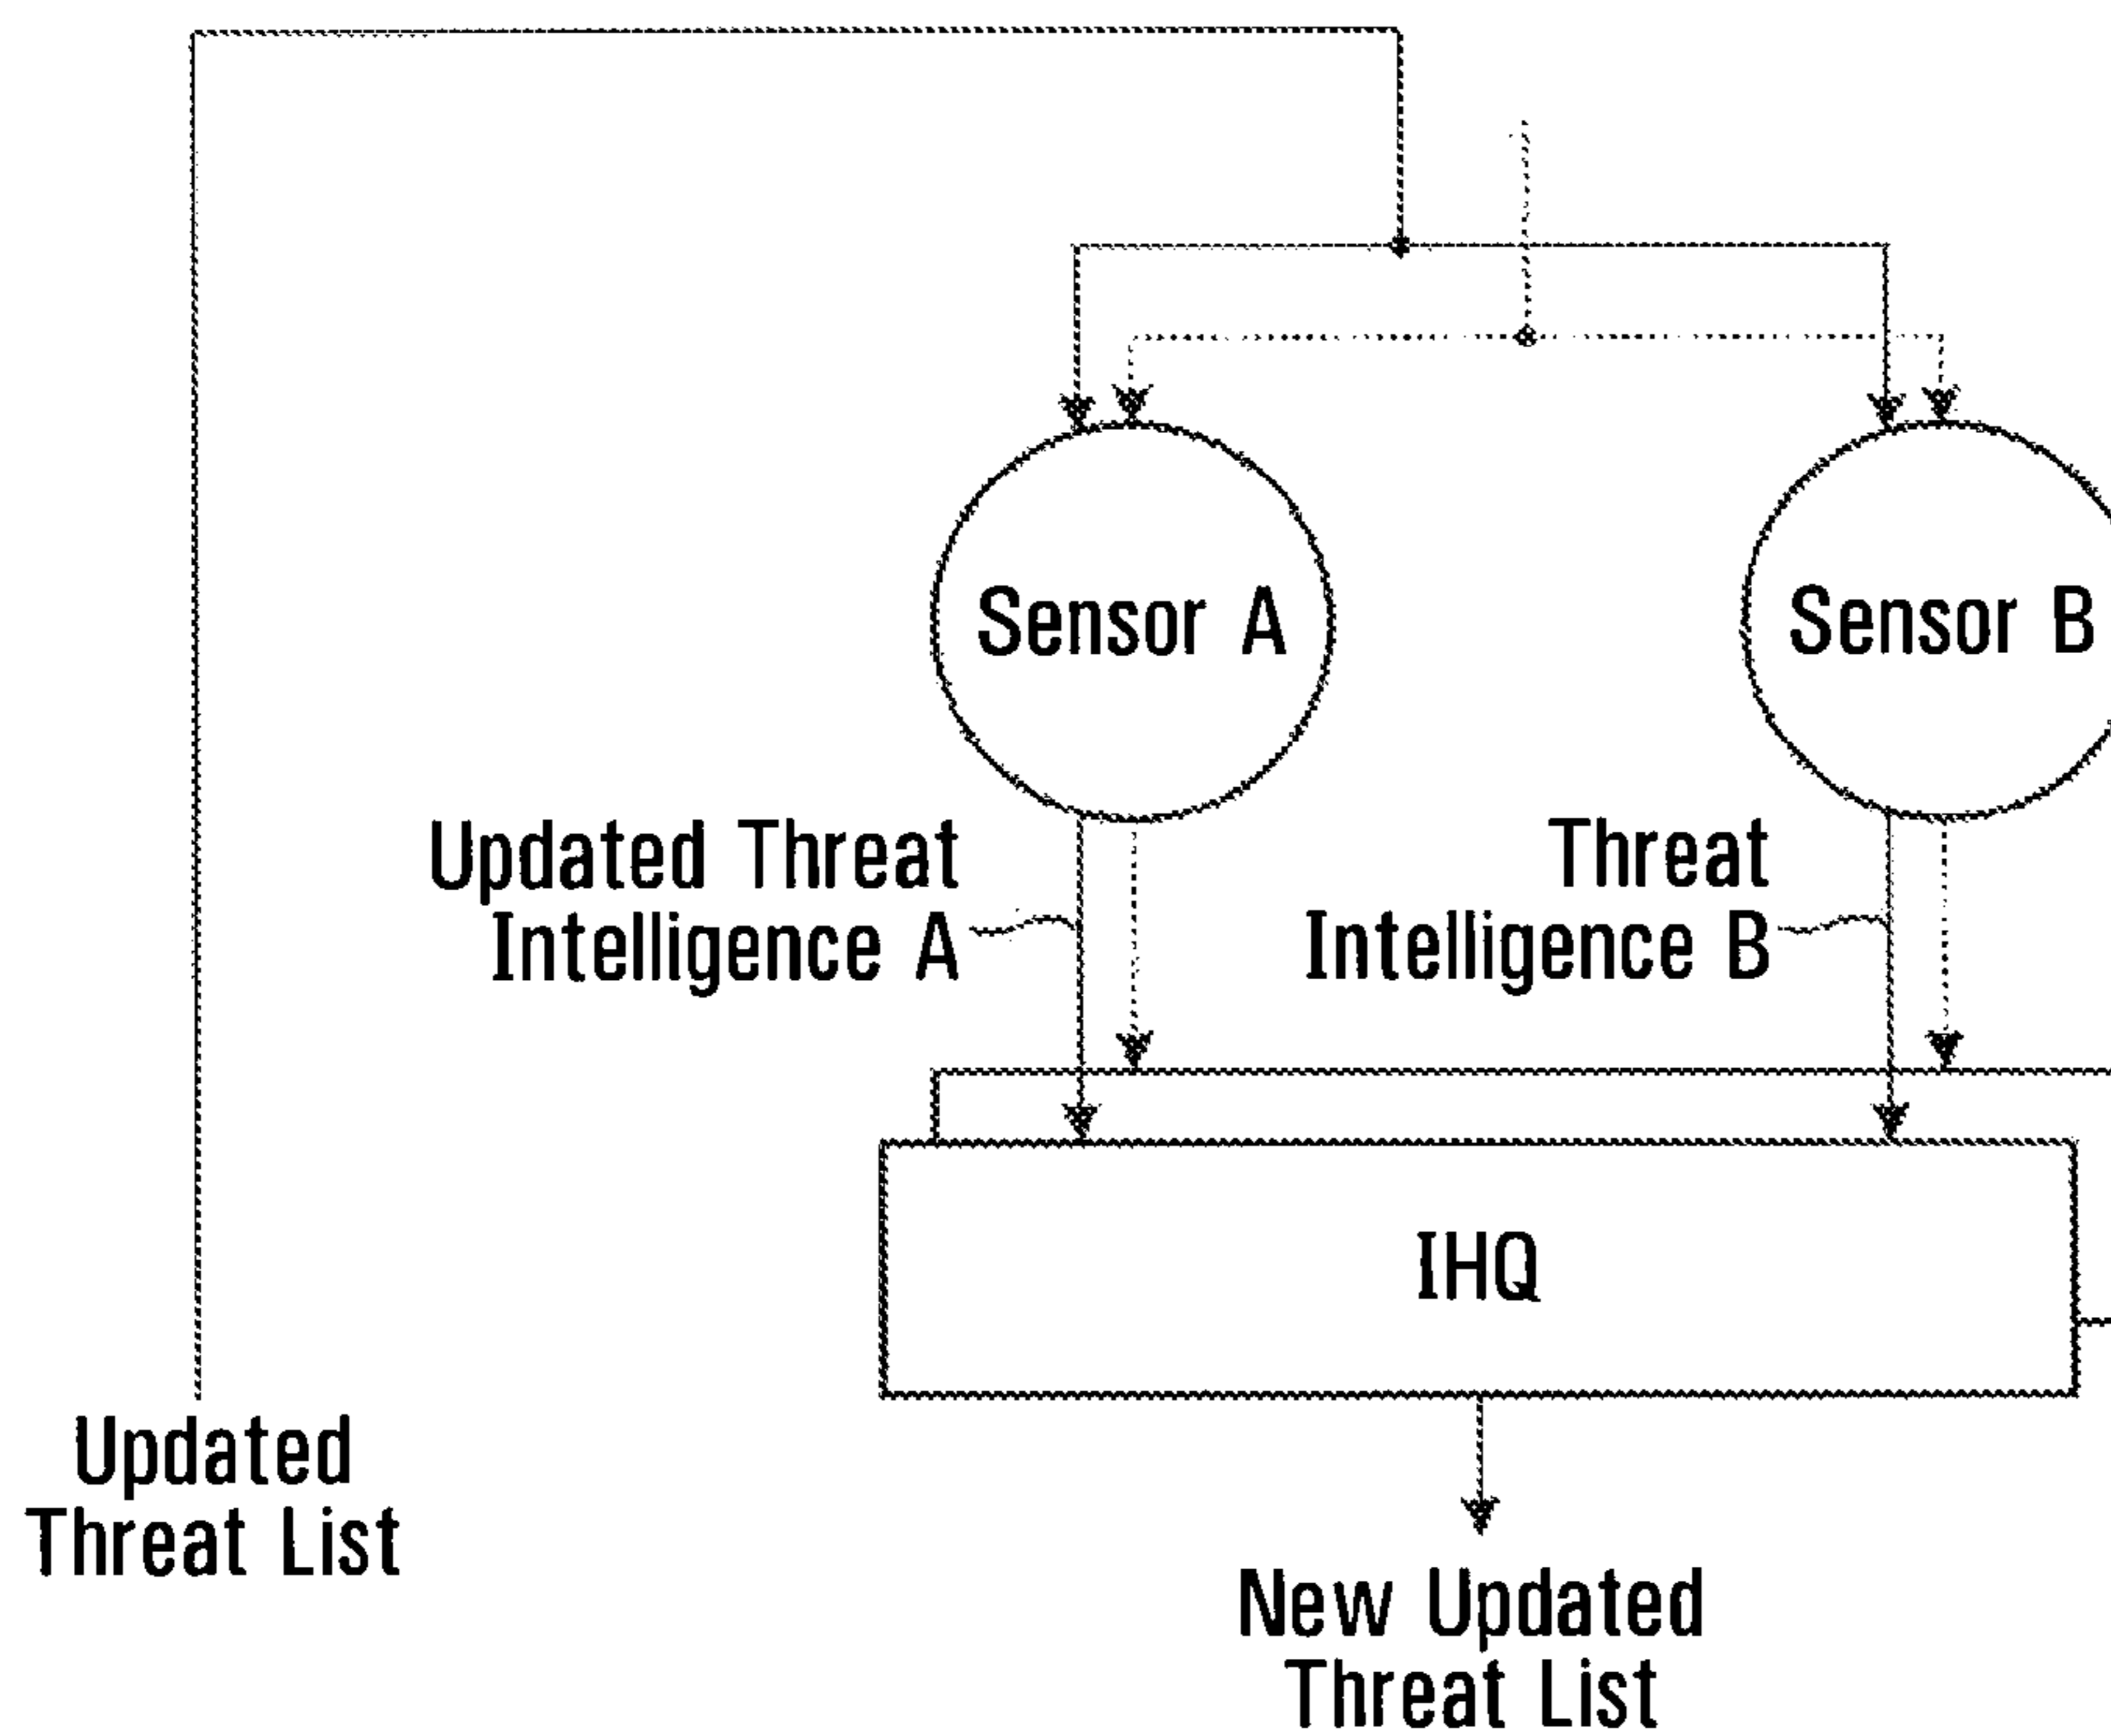 Sensor A
Sensor B
Updated Threat
Intelligence A
Threat
Intelligence B
IHQ
Updated
Threat List
New Updated
Threat List